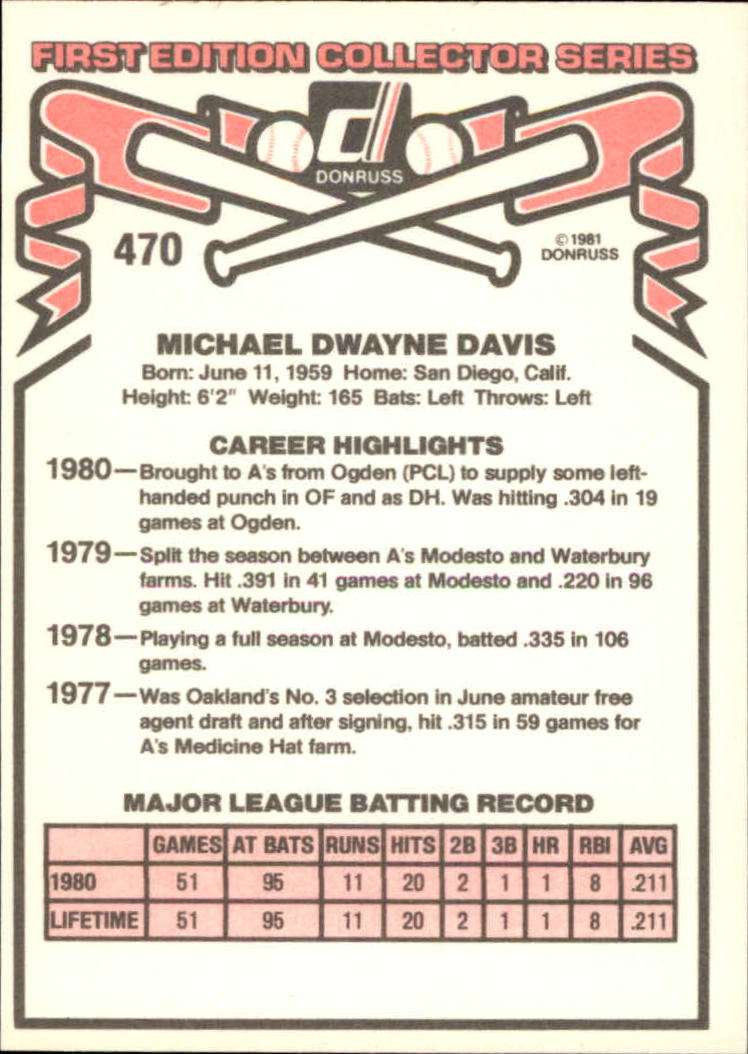 FIRST EDITION COLLECTOR SERIES
d
DONRUSS
470
© 1981
DONRUSS
MICHAEL DWAYNE DAVIS
Born: June 11, 1959 Home: San Diego, Calif.
Height: 6'2" Weight: 165 Bats: Left Throws: Left
CAREER HIGHLIGHTS
1980—Brought to A's from Ogden (PCL) to supply some left-
handed punch in OF and as DH. Was hitting .304 in 19
games at Ogden.
1979—Split the season between A's Modesto and Waterbury
farms. Hit .391 in 41 games at Modesto and .220 in 96
games at Waterbury.
1978—Playing a full season at Modesto, batted .335 in 106
games.
1977—Was Oakland's No. 3 selection in June amateur free
agent draft and after signing, hit .315 in 59 games for
A's Medicine Hat farm.
MAJOR LEAGUE BATTING RECORD
GAMES AT BATS RUNS HITS 2B 3B HR RBI AVG
1980 51 95 11 20 2 1 1 8 .211
LIFETIME 51 95 11 20 2 1 1 8 .211